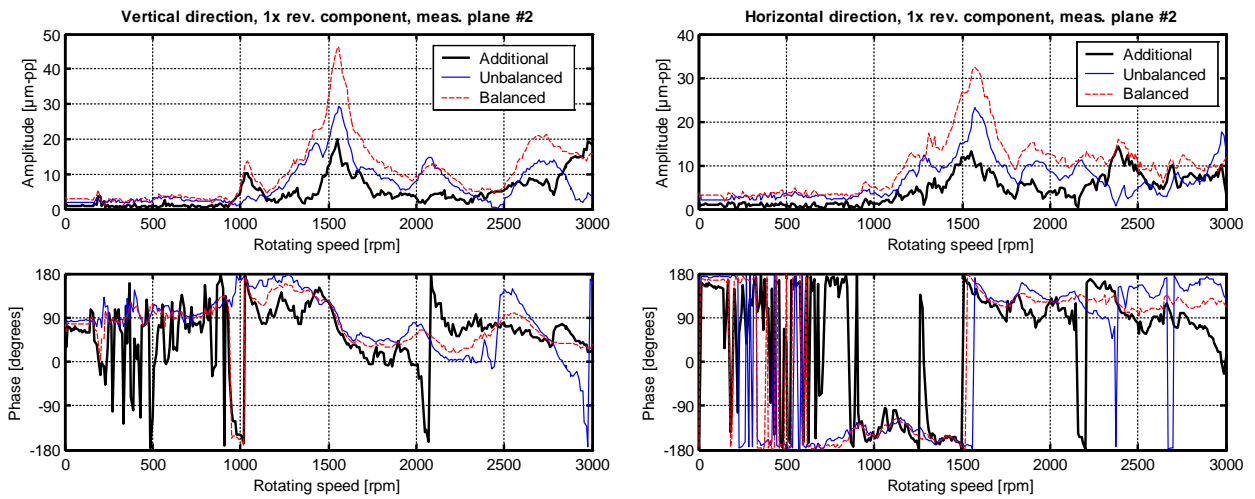 Vertical direction, 1x rev. component, meas. plane #2
50
40
30
20
10
0
Amplitude [µm-pp]
Additional
Unbalanced
Balanced
0 500 1000 1500 2000 2500 3000
Rotating speed [rpm]
180
90
0
-90
-180
Phase [degrees]
0 500 1000 1500 2000 2500 3000
Rotating speed [rpm]
Horizontal direction, 1x rev. component, meas. plane #2
40
30
20
10
0
Amplitude [µm-pp]
Additional
Unbalanced
Balanced
0 500 1000 1500 2000 2500 3000
Rotating speed [rpm]
180
90
0
-90
-180
Phase [degrees]
0 500 1000 1500 2000 2500 3000
Rotating speed [rpm]